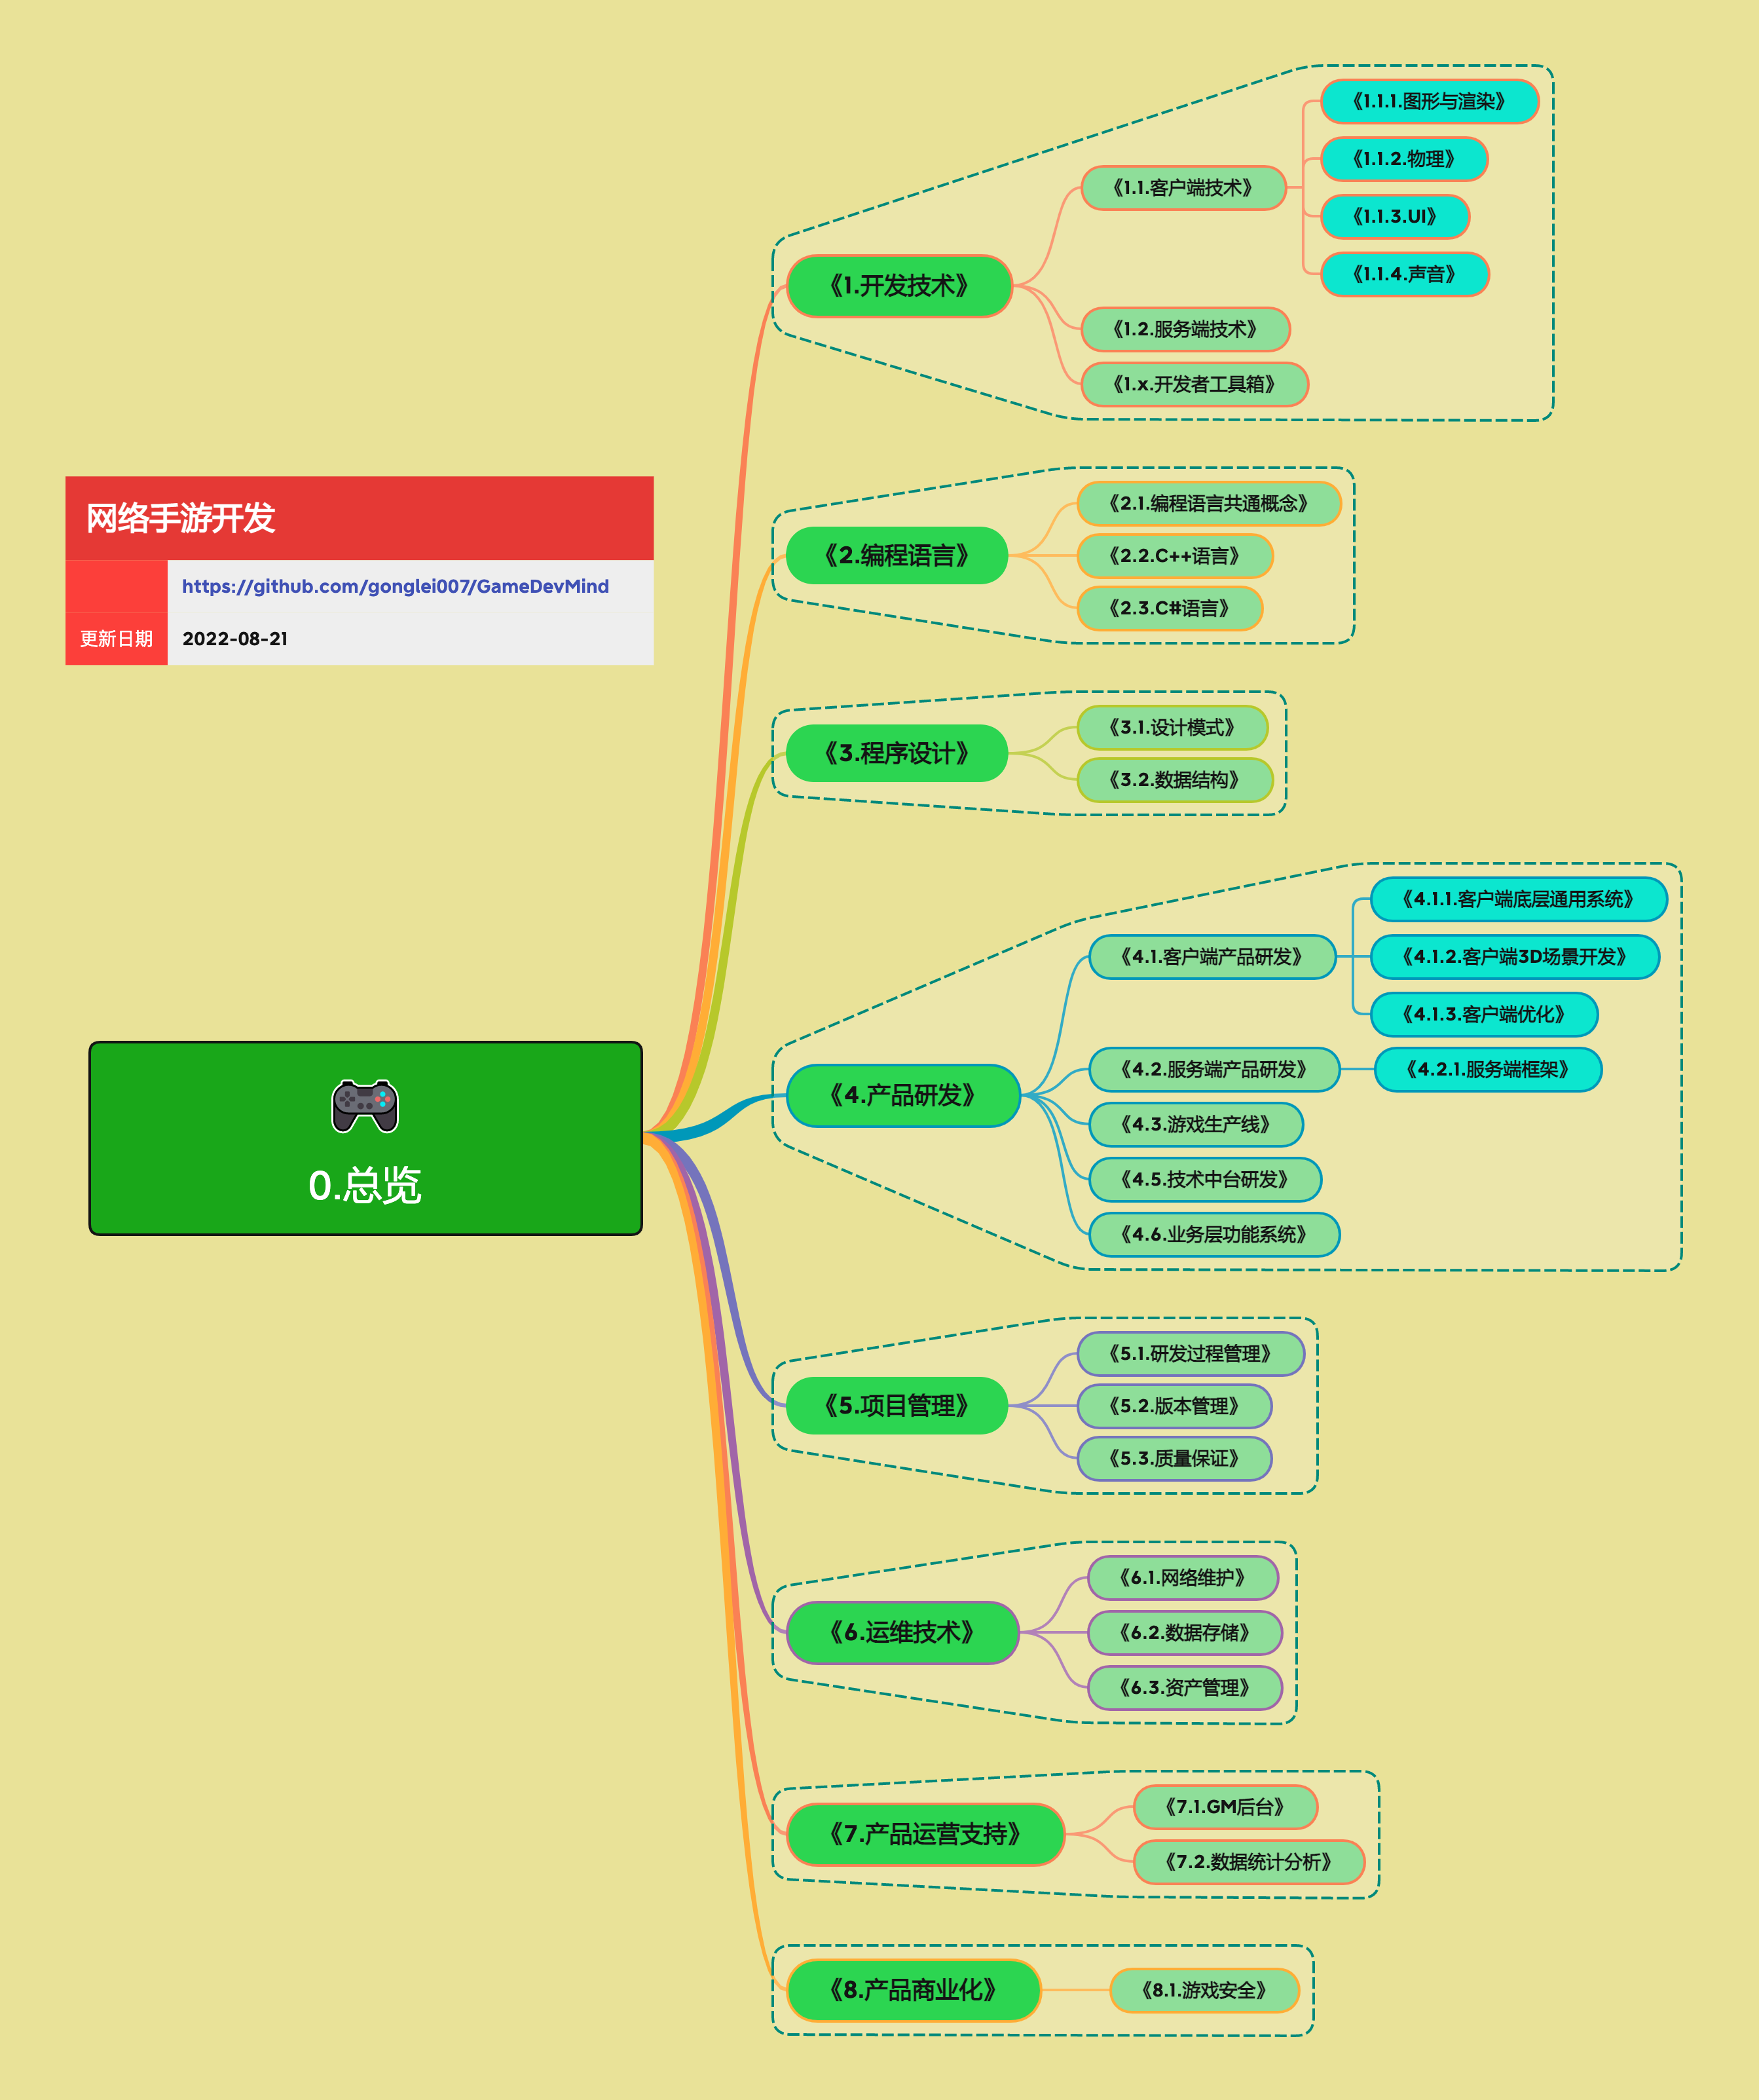 网络手游开发
https://github.com/gonglei007/GameDevMind
更新日期 2022-08-21
0.总览
《1.开发技术》
《1.1.客户端技术》
《1.1.1.图形与渲染》
《1.1.2.物理》
《1.1.3.UI》
《1.1.4.声音》
《1.2.服务端技术》
《1.x.开发者工具箱》
《2.编程语言》
《2.1.编程语言共通概念》
《2.2.C++语言》
《2.3.C#语言》
《3.程序设计》
《3.1.设计模式》
《3.2.数据结构》
《4.产品研发》
《4.1.客户端产品研发》
《4.1.1.客户端底层通用系统》
《4.1.2.客户端3D场景开发》
《4.1.3.客户端优化》
《4.2.服务端产品研发》
《4.2.1.服务端框架》
《4.3.游戏生产线》
《4.5.技术中台研发》
《4.6.业务层功能系统》
《5.项目管理》
《5.1.研发过程管理》
《5.2.版本管理》
《5.3.质量保证》
《6.运维技术》
《6.1.网络维护》
《6.2.数据存储》
《6.3.资产管理》
《7.产品运营支持》
《7.1.GM后台》
《7.2.数据统计分析》
《8.产品商业化》
《8.1.游戏安全》